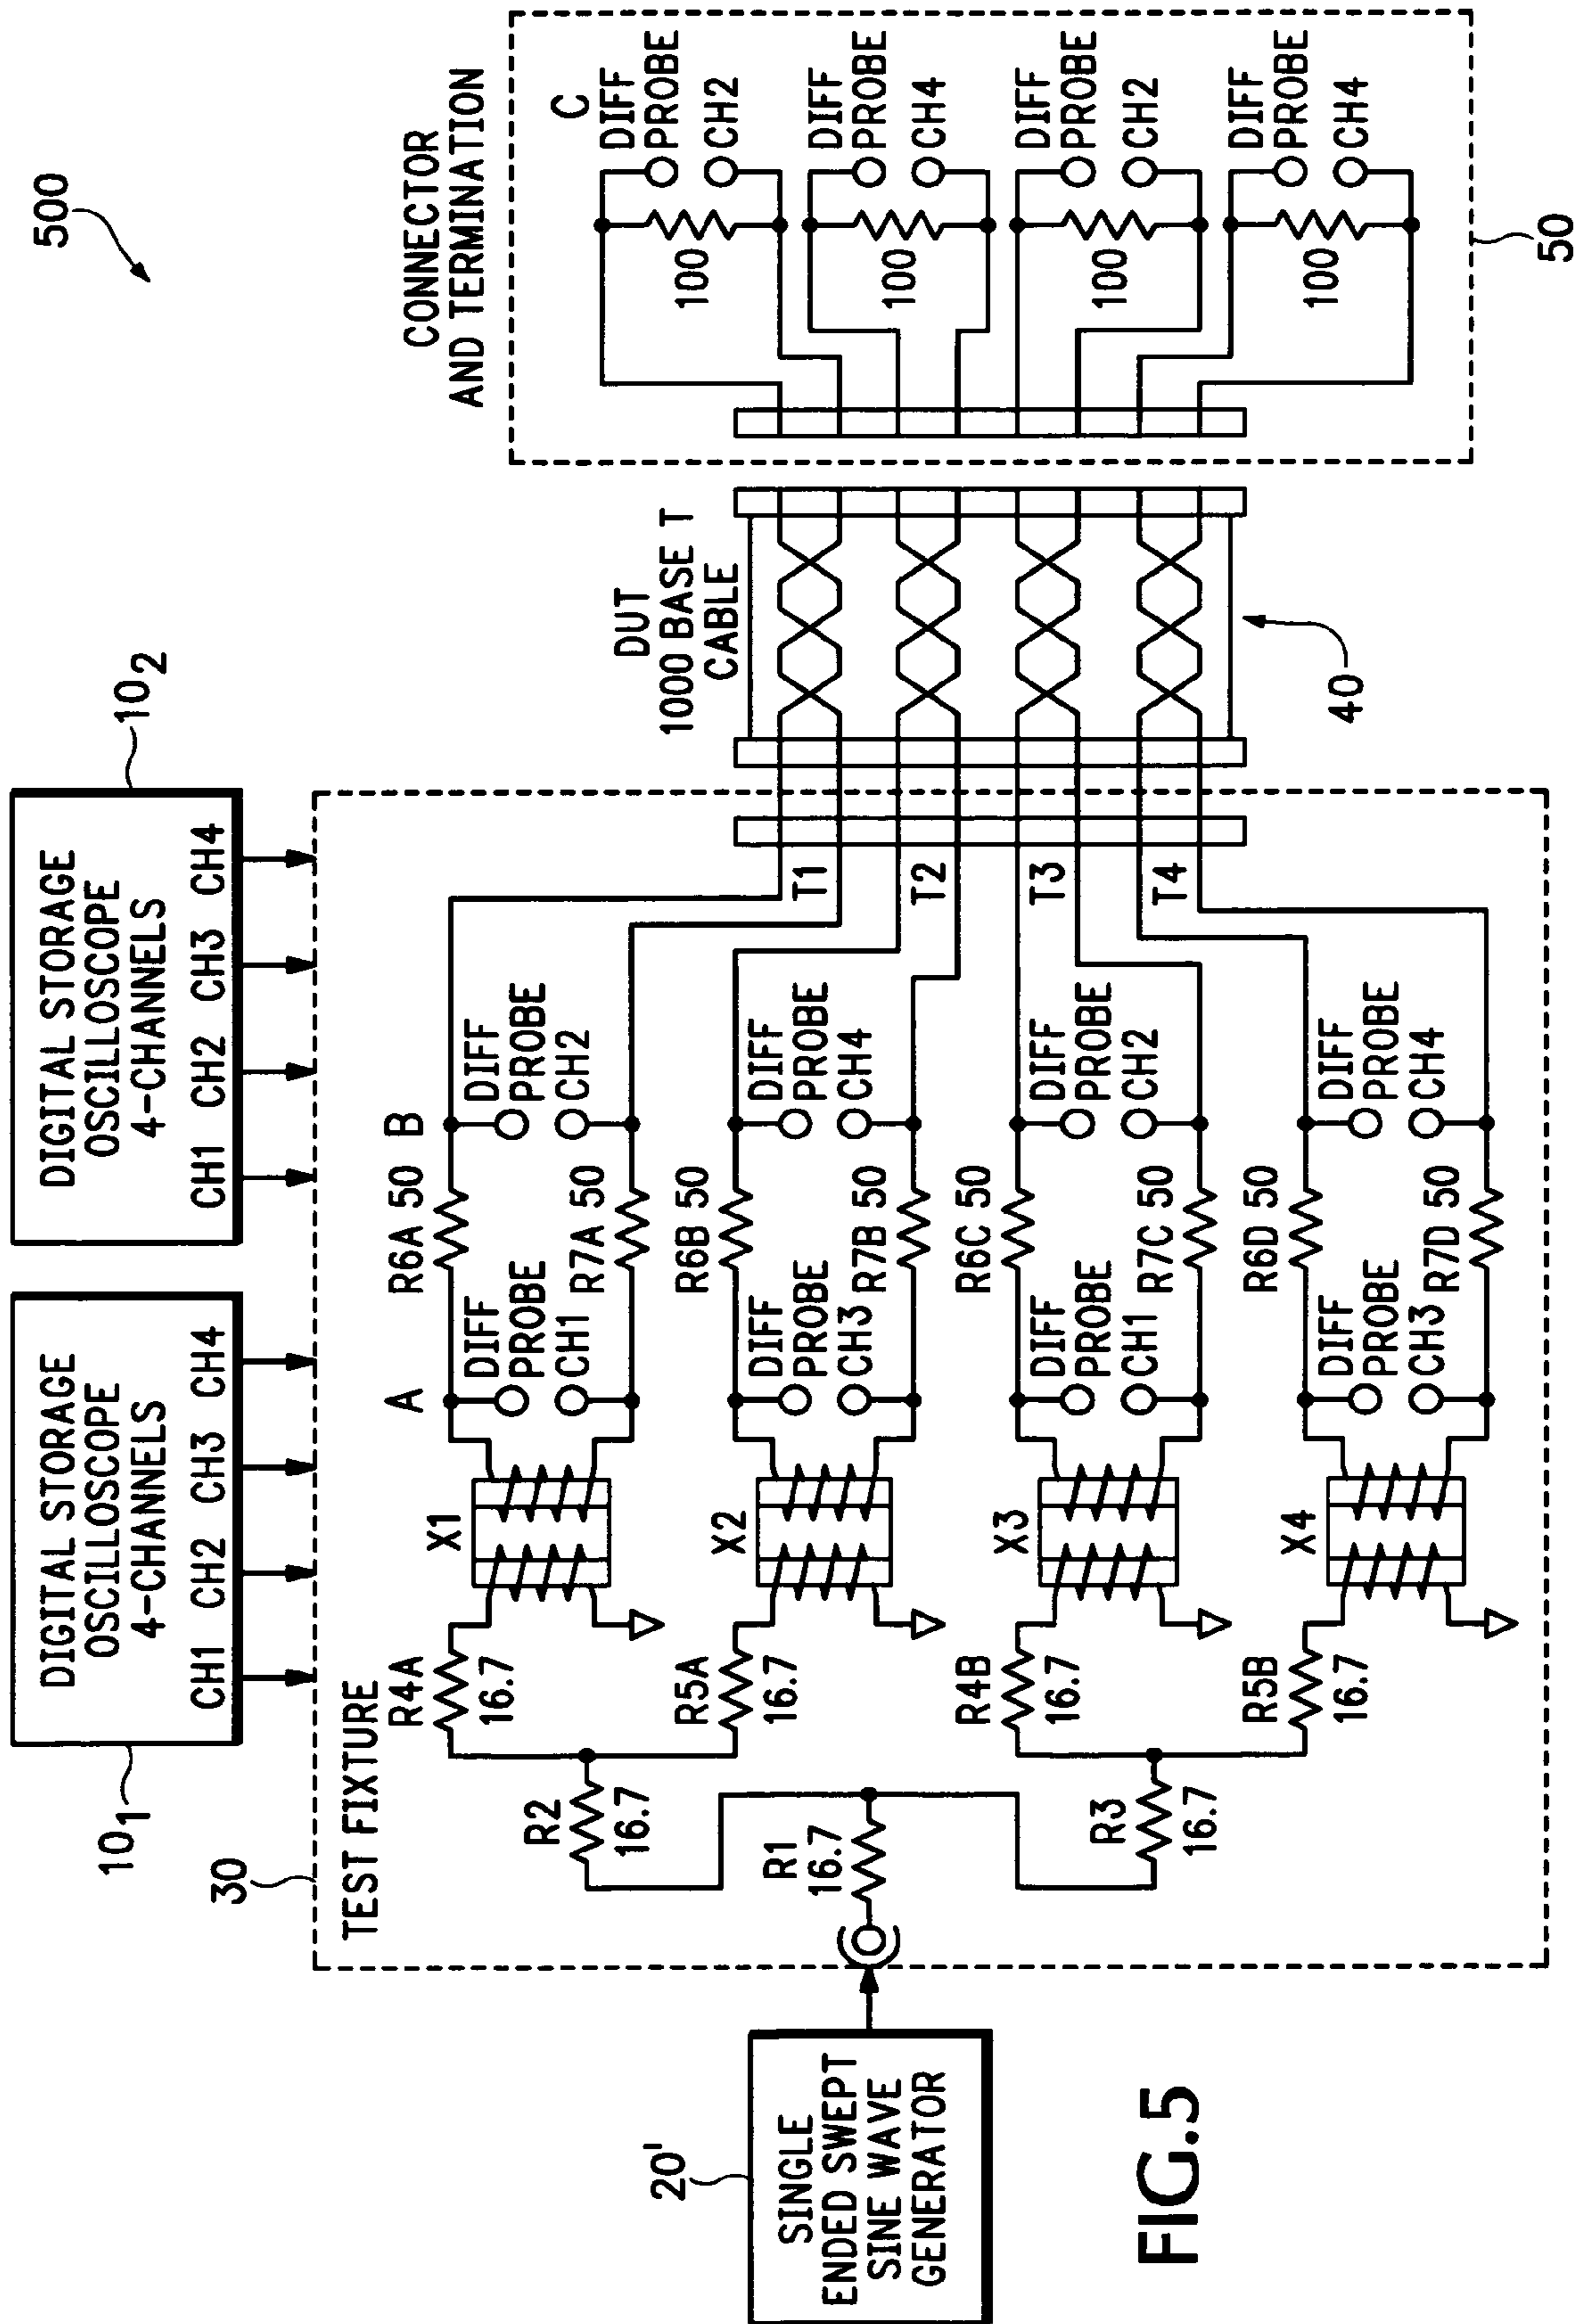 500
DIGITAL STORAGE
OSCILLOSCOPE
4-CHANNELS
CH1 CH2 CH3 CH4
10₁
DIGITAL STORAGE
OSCILLOSCOPE
4-CHANNELS
CH1 CH2 CH3 CH4
10₂
30
TEST FIXTURE
20'
SINGLE
ENDED SWEPT
SINE WAVE
GENERATOR
R1
16.7
R2
16.7
R3
16.7
R4A
16.7
R5A
16.7
R4B
16.7
R5B
16.7
X1
X2
X3
X4
A
DIFF
PROBE
CH1
DIFF
PROBE
CH3
DIFF
PROBE
CH1
DIFF
PROBE
CH3
R6A 50
R7A 50
R6B 50
R7B 50
R6C 50
R7C 50
R6D 50
R7D 50
B
DIFF
PROBE
CH2
DIFF
PROBE
CH4
DIFF
PROBE
CH2
DIFF
PROBE
CH4
T1
T2
T3
T4
DUT
1000 BASE T
CABLE
40
CONNECTOR
AND TERMINATION
100
100
100
100
C
DIFF
PROBE
CH2
DIFF
PROBE
CH4
DIFF
PROBE
CH2
DIFF
PROBE
CH4
50
FIG.5